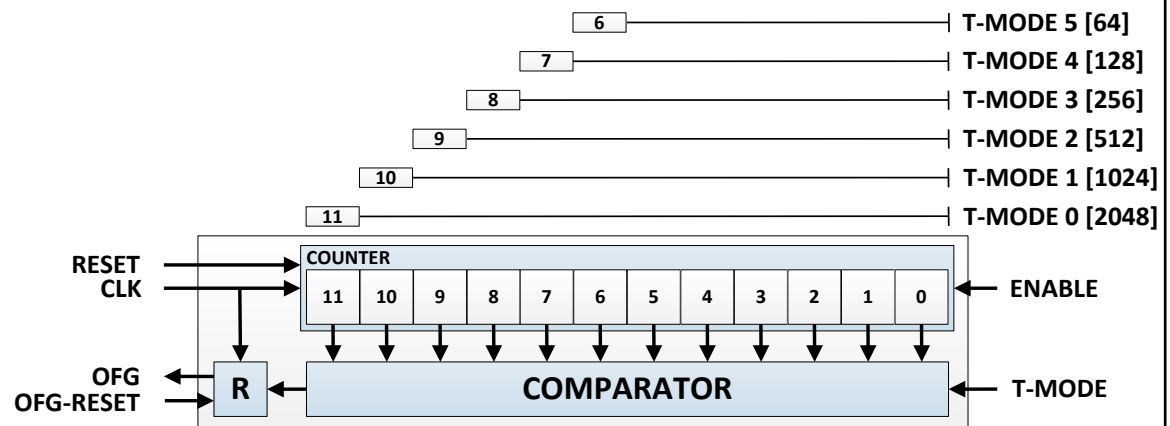 6 T-MODE 5 [64]
7 T-MODE 4 [128]
8 T-MODE 3 [256]
9 T-MODE 2 [512]
10 T-MODE 1 [1024]
11 T-MODE 0 [2048]
RESET COUNTER
CLK 11 10 9 8 7 6 5 4 3 2 1 0 ENABLE
OFG R COMPARATOR T-MODE
OFG-RESET